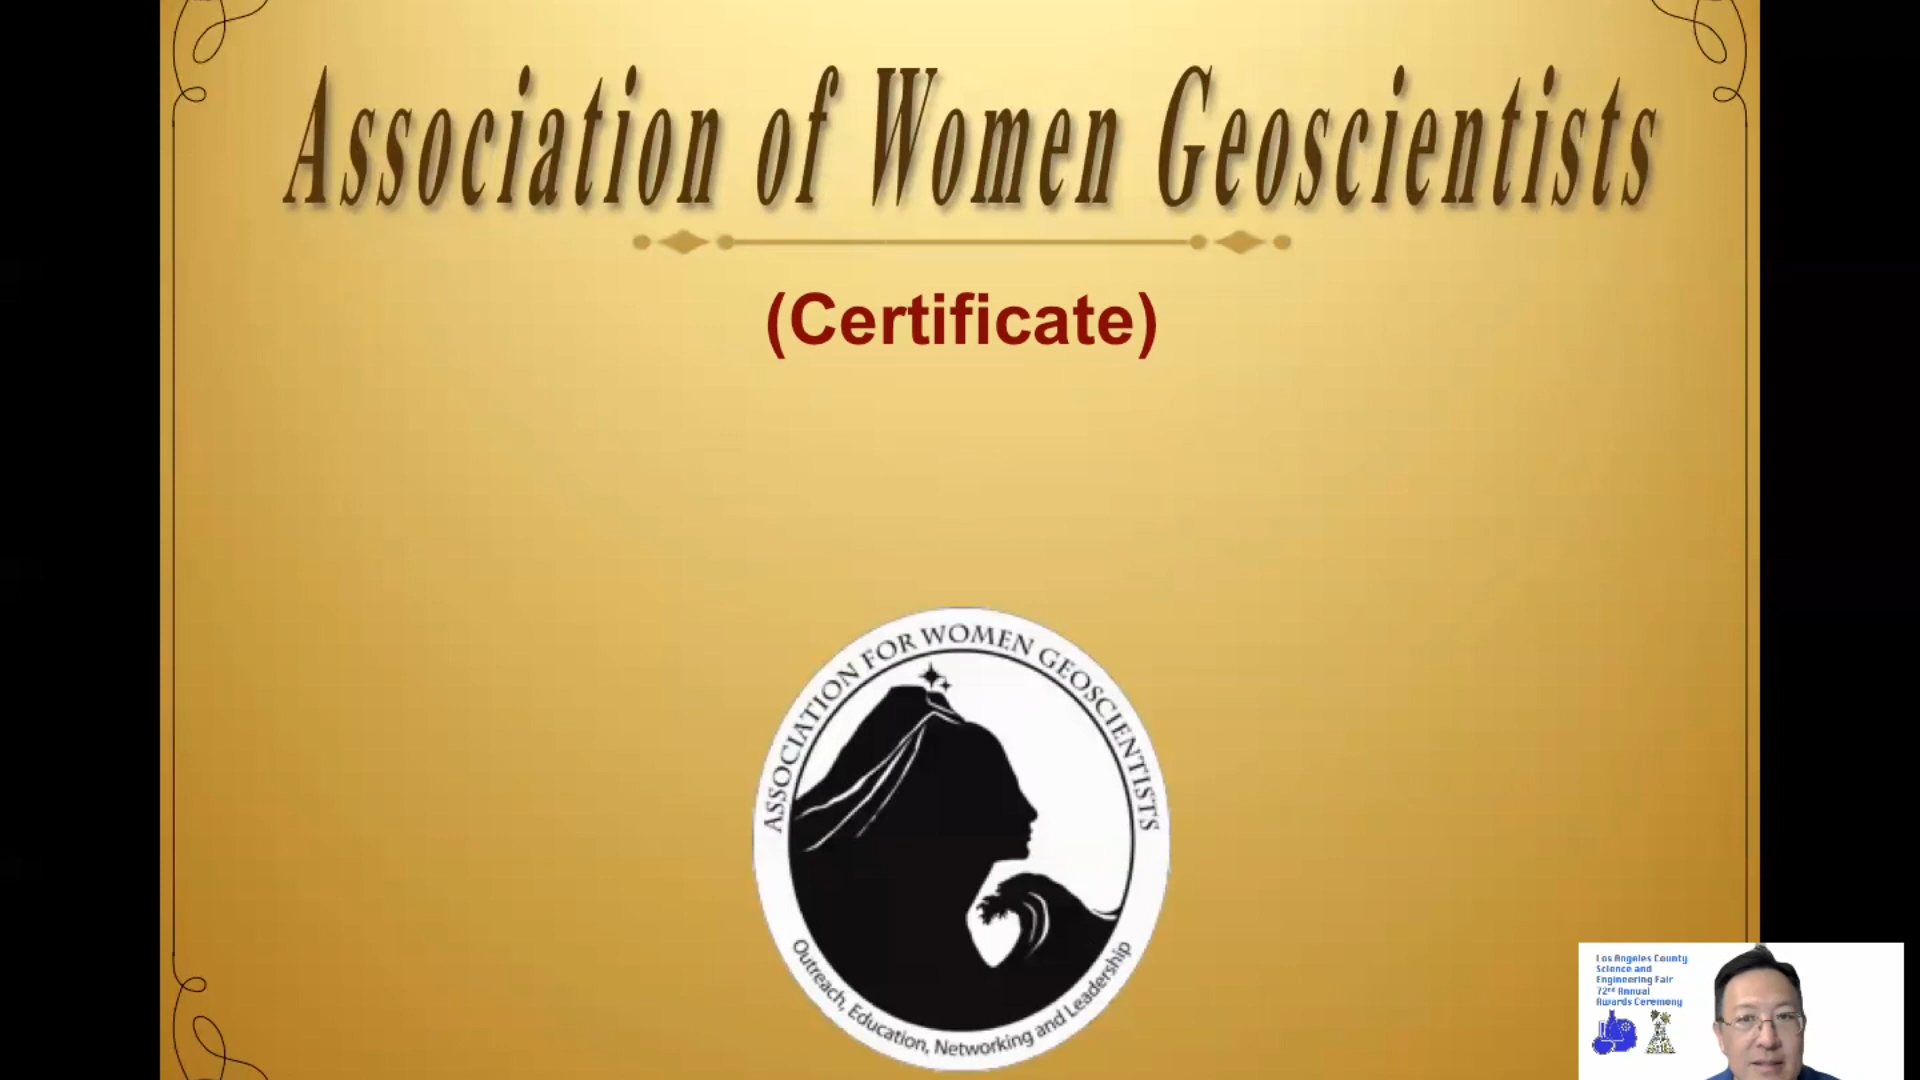 Association of Women Geoscientists
(Certificate)
ASSOCIATION FOR WOMEN GEOSCIENTISTS
Outreach, Education, Networking and Leadership
Los Angeles County
Science and
Engineering Fair
72nd Annual
Awards Ceremony